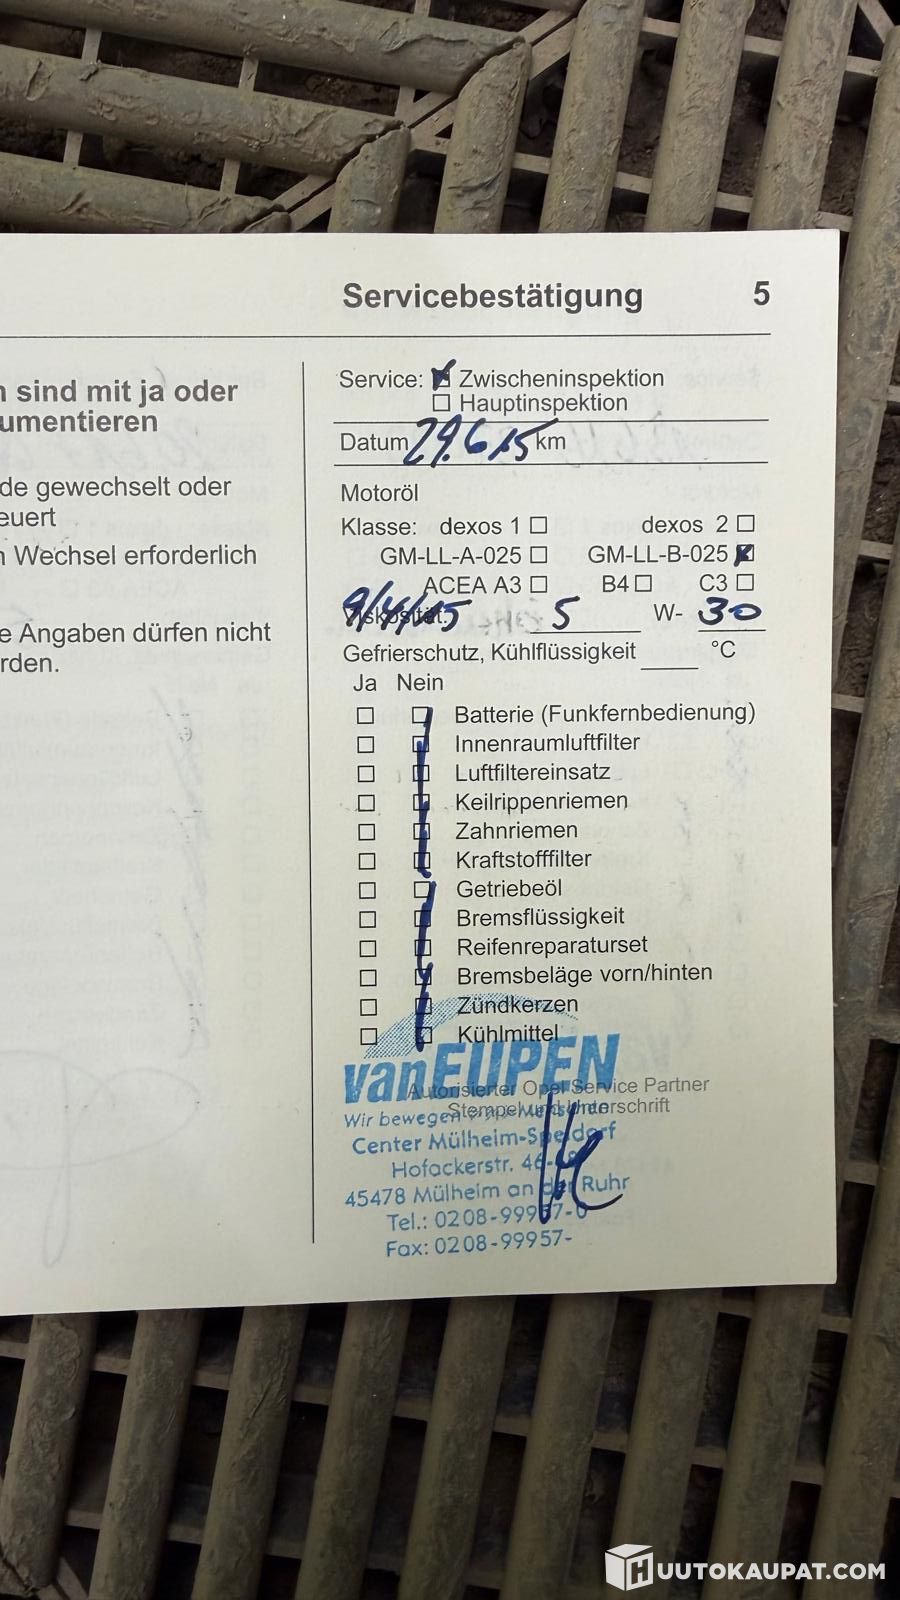 Servicebestätigung 5
n sind mit ja oder
umentieren
de gewechselt oder
euert
n Wechsel erforderlich
e Angaben dürfen nicht
rden.
Service: Zwischeninspektion
Hauptinspektion
Datum 29.6.15 km
Motoröl
Klasse: dexos 1 dexos 2
GM-LL-A-025 GM-LL-B-025
ACEA A3 B4 C3
Viskosität: 5 W- 30
Gefrierschutz, Kühlflüssigkeit °C
Ja Nein
Batterie (Funkfernbedienung)
Innenraumluftfilter
Luftfiltereinsatz
Keilrippenriemen
Zahnriemen
Kraftstofffilter
Getriebeöl
Bremsflüssigkeit
Reifenreparaturset
Bremsbeläge vorn/hinten
Zündkerzen
Kühlmittel
vanEUPEN
Autorisierter Opel Service Partner
Stempel und Unterschrift
Wir bewegen
Center Mülheim-Speldorf
Hofackerstr.
45478 Mülheim an der Ruhr
Tel.: 0208-99957-0
Fax: 0208-99957-
HUUTOKAUPAT.COM